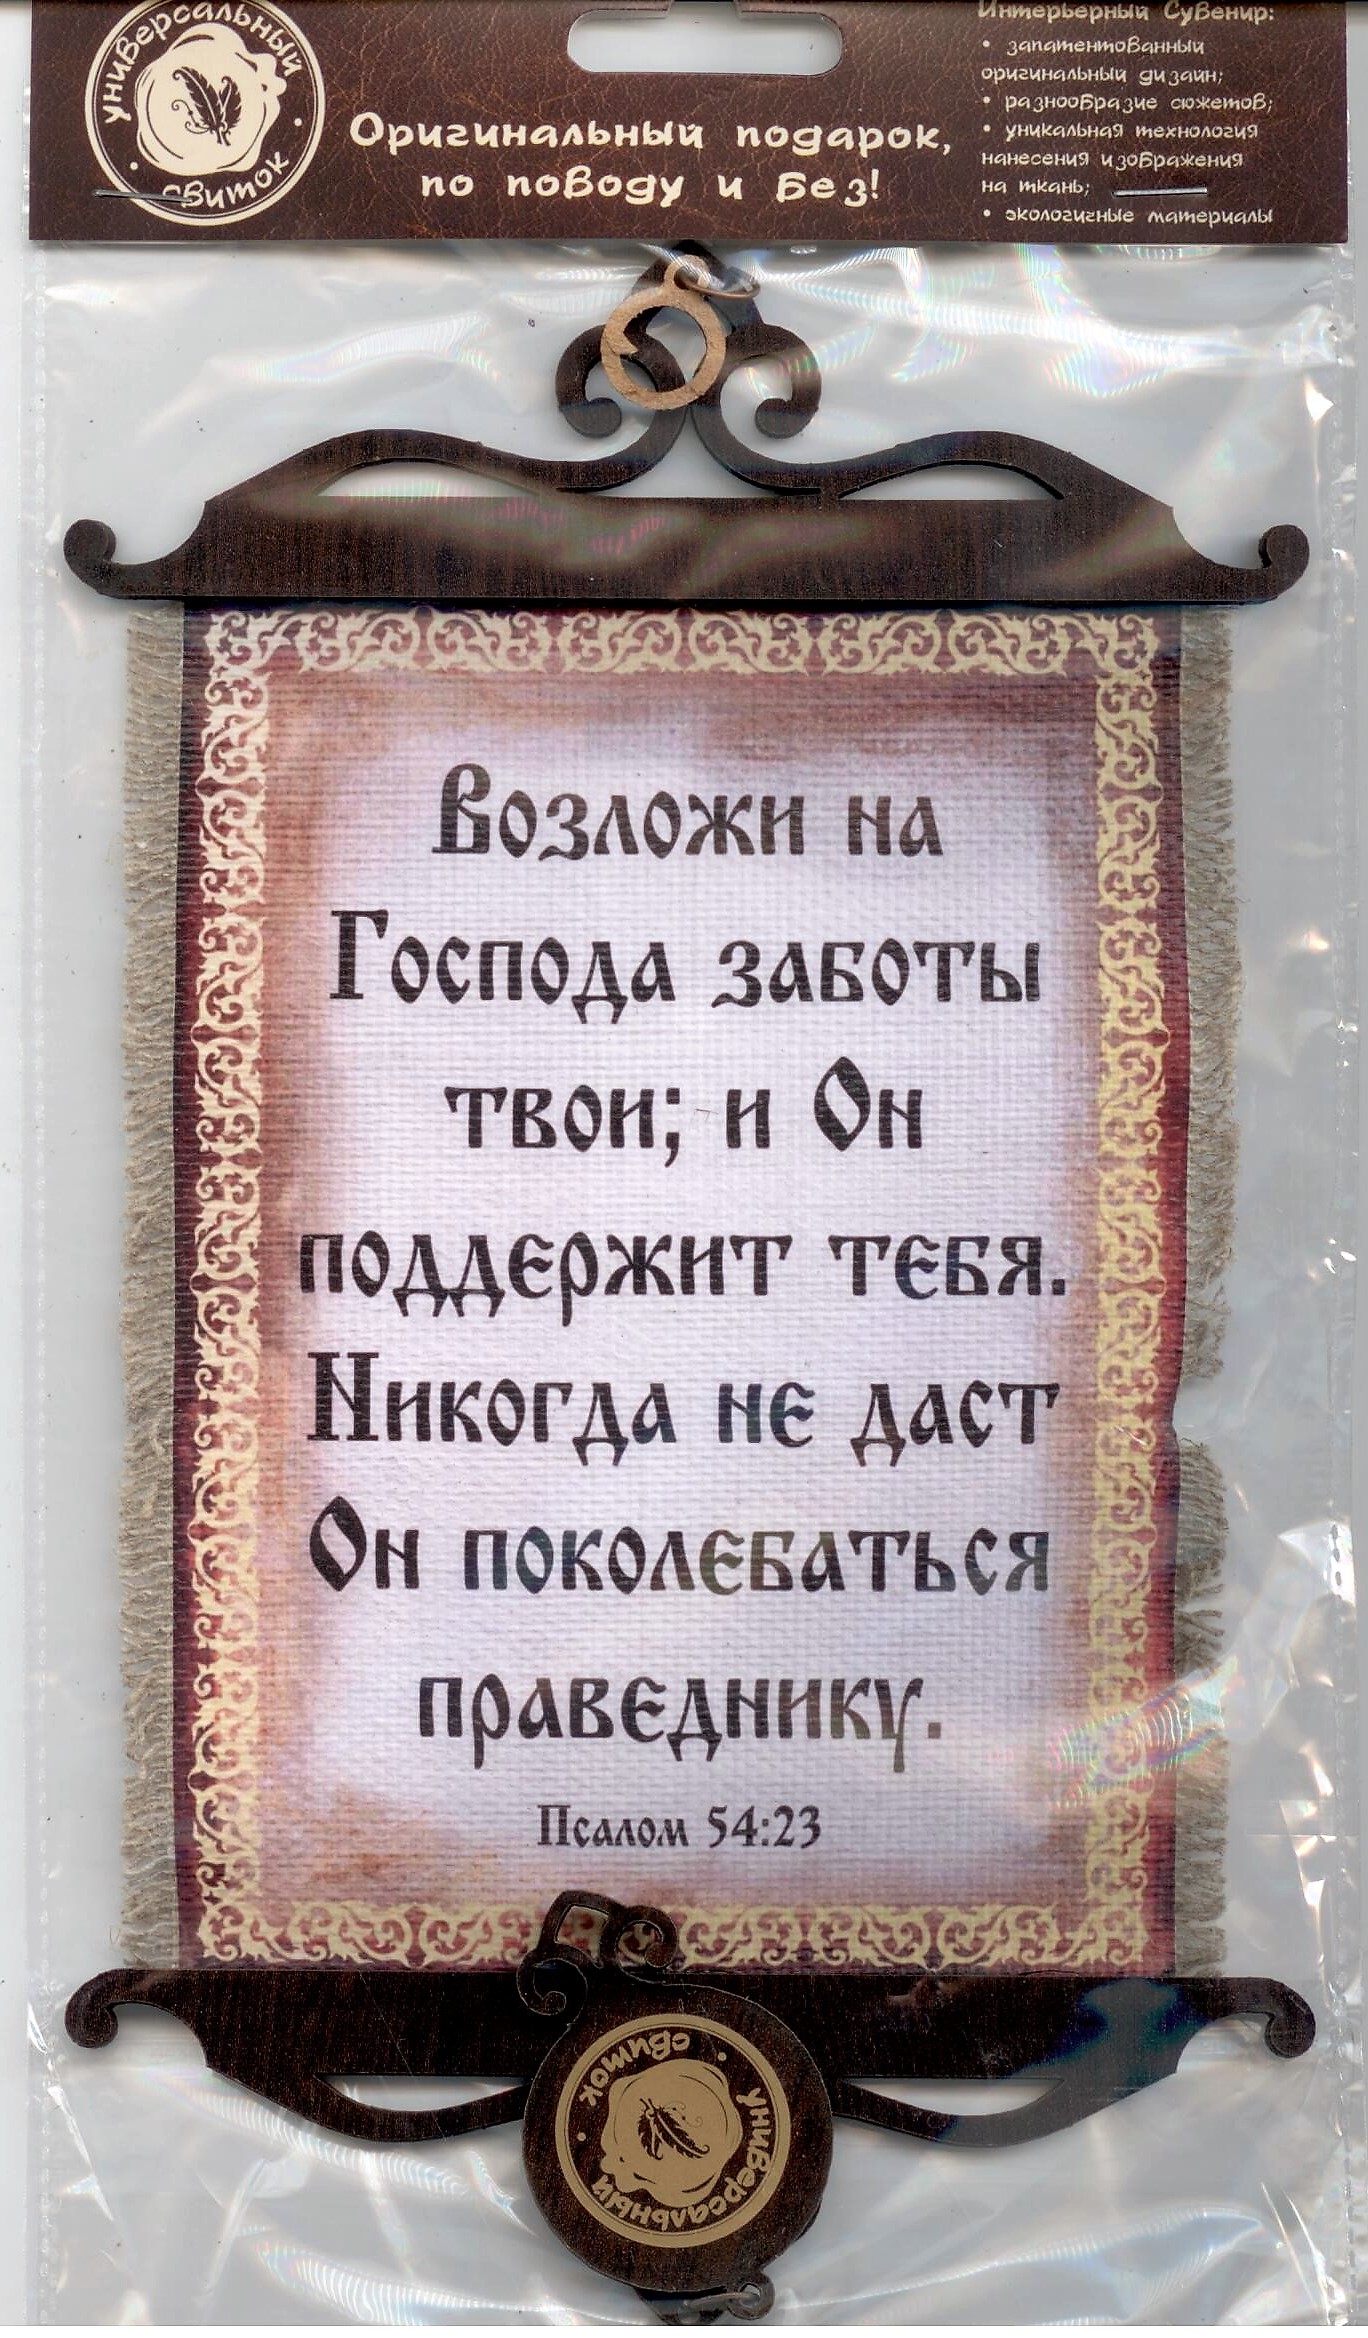 Универсальный
свиток
Оригинальный подарок,
по поводу и без!
Интерьерный Сувенир:
• запатентованный
оригинальный дизайн;
• разнообразие сюжетов;
• уникальная технология
нанесения изображения
на ткань;
• экологичные материалы
Возложи на
Господа заботы
твои; и Он
поддержит тебя.
Никогда не даст
Он поколебаться
праведнику.
Псалом 54:23
Универсальный
свиток